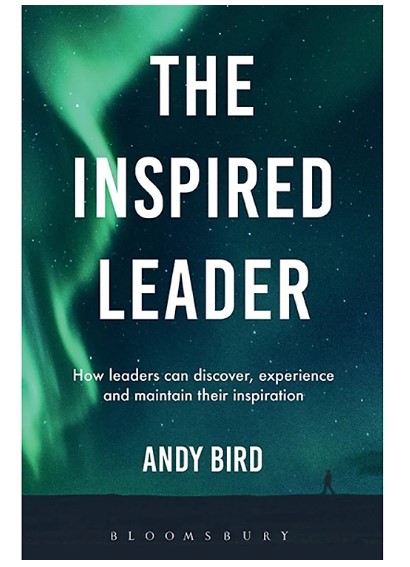 THE
INSPIRED
LEADER
How leaders can discover, experience
and maintain their inspiration
ANDY BIRD
BLOOMSBURY